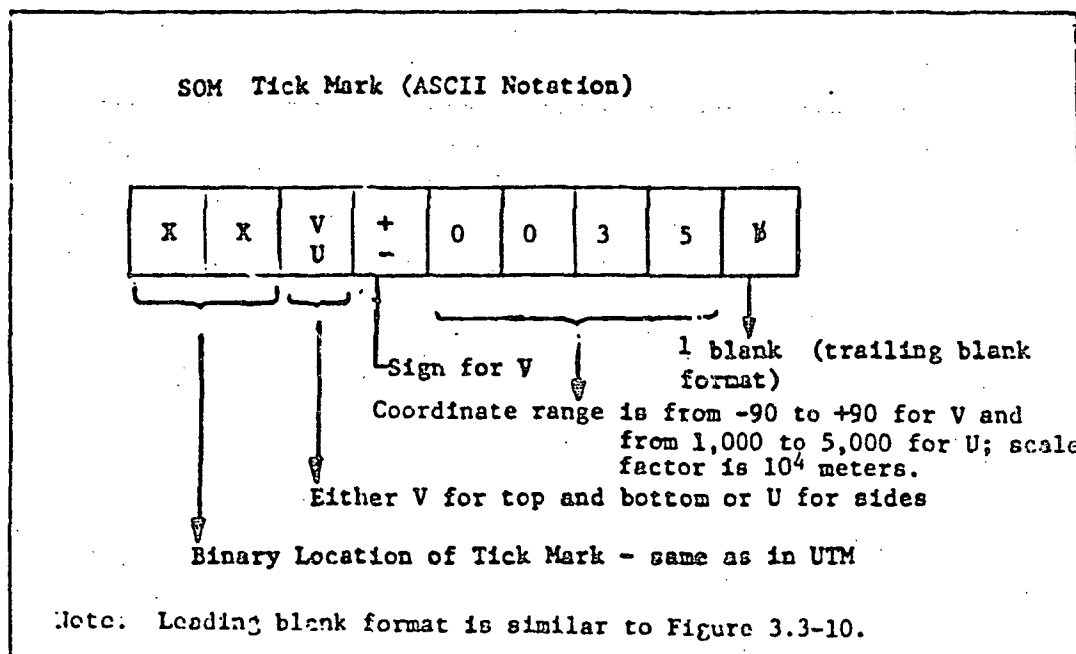 SOM Tick Mark (ASCII Notation)
X X V + 0 0 3 5 b
U -
1 blank (trailing blank
format)
Sign for V
Coordinate range is from -90 to +90 for V and
from 1,000 to 5,000 for U; scale
factor is 10⁴ meters.
Either V for top and bottom or U for sides
Binary Location of Tick Mark - same as in UTM
Note: Leading blank format is similar to Figure 3.3-10.